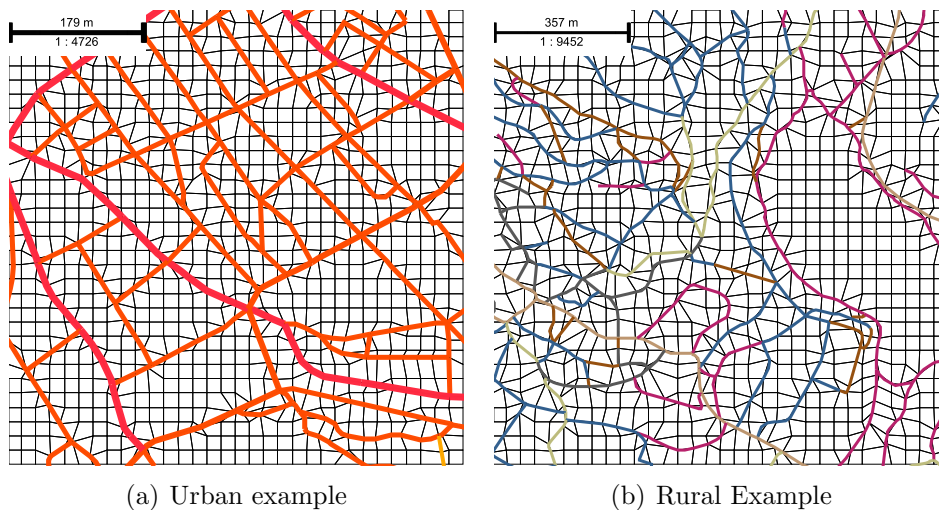 179 m
1 : 4726
357 m
1 : 9452
(a) Urban example
(b) Rural Example